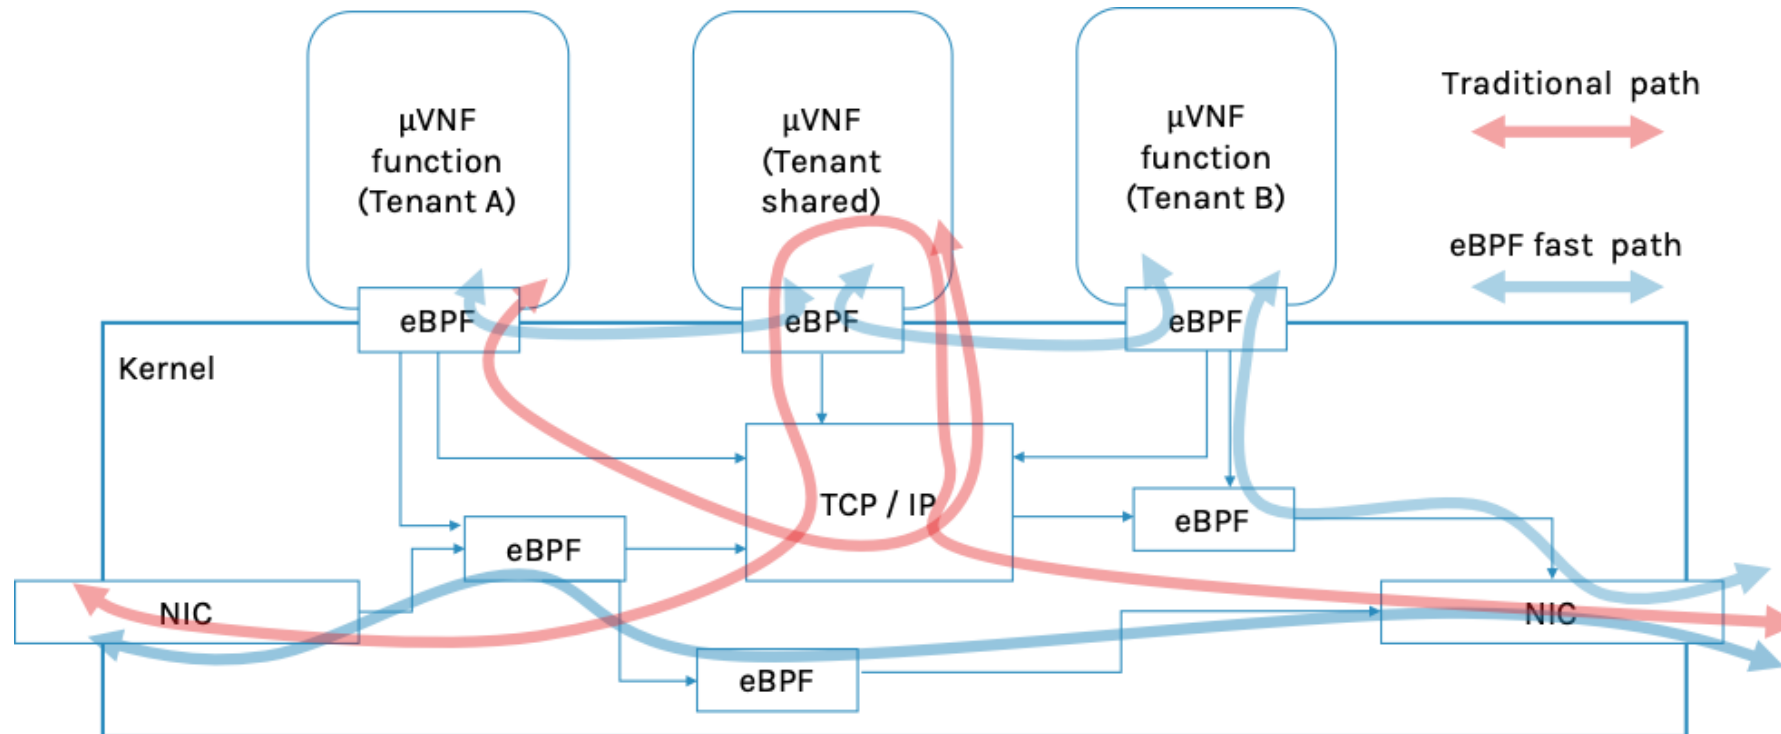 μVNF
function
(Tenant A)
μVNF
(Tenant
shared)
μVNF
function
(Tenant B)
Traditional path
eBPF fast path
eBPF
eBPF
eBPF
Kernel
TCP / IP
eBPF
eBPF
NIC
NIC
eBPF